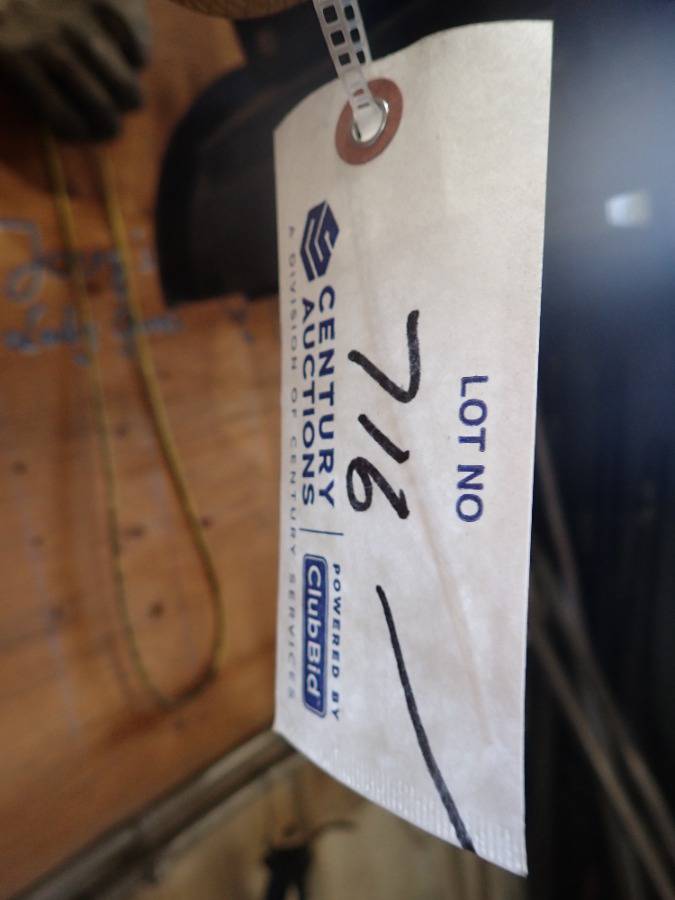 LOT NO
716
CENTURY
AUCTIONS
POWERED BY
ClubBid
A DIVISION OF CENTURY SERVICES